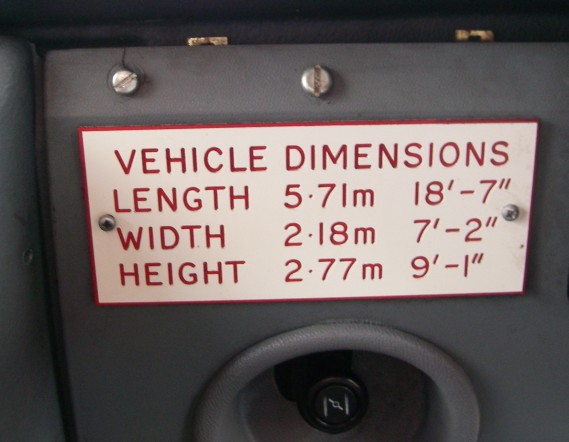 VEHICLE DIMENSIONS
LENGTH 5·71m 18'-7"
WIDTH 2·18m 7'-2"
HEIGHT 2·77m 9'-1"